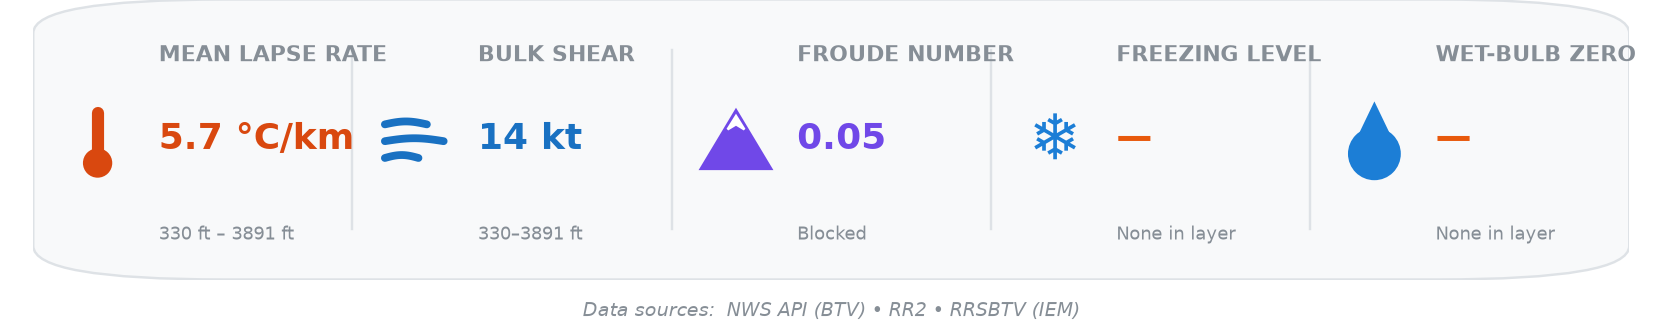 MEAN LAPSE RATE
5.7 °C/km
330 ft – 3891 ft
BULK SHEAR
14 kt
330–3891 ft
FROUDE NUMBER
0.05
Blocked
FREEZING LEVEL
—
None in layer
WET-BULB ZERO
—
None in layer
Data sources:  NWS API (BTV) • RR2 • RRSBTV (IEM)